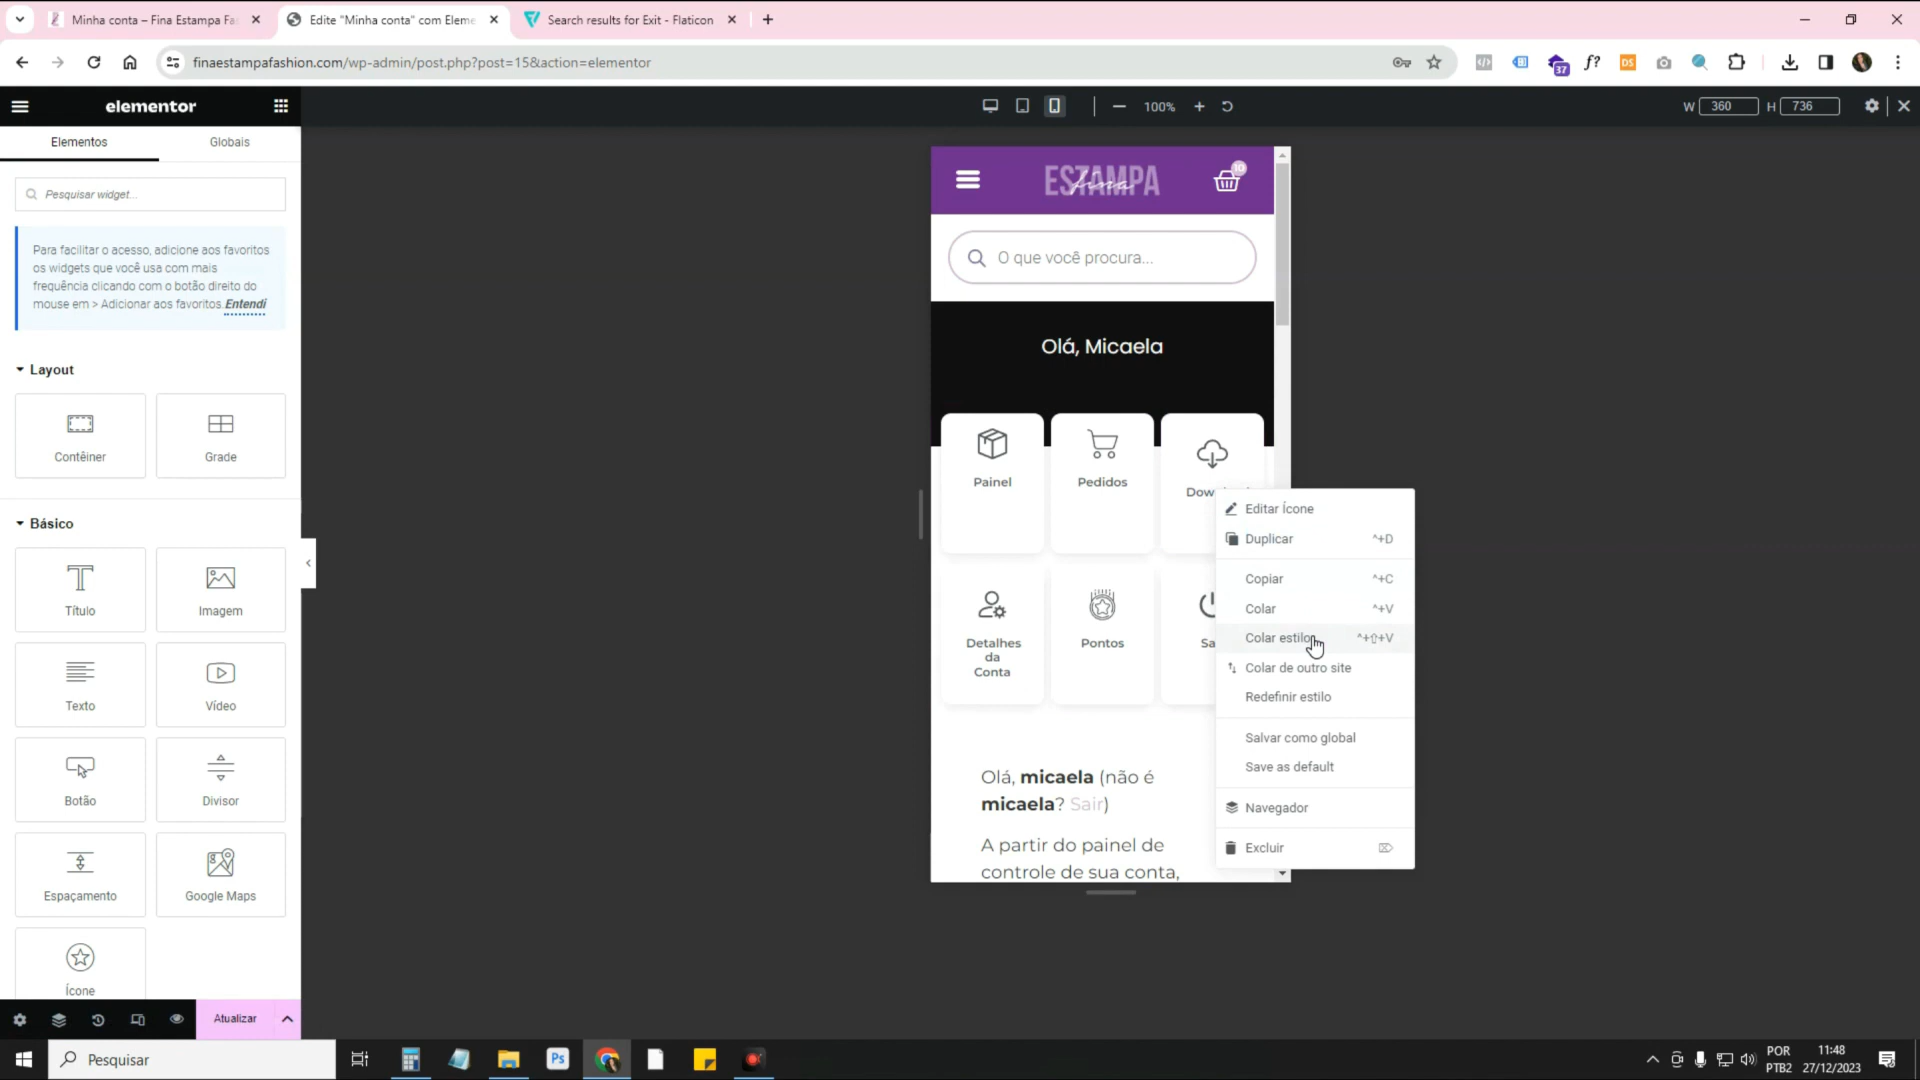 Minha conta – Fina Estampa Fa
Edite "Minha conta" com Eleme
Search results for Exit - Flaticon
finaestampafashion.com/wp-admin/post.php?post=15&action=elementor
37
f?
DS
elementor
100%
W 360 H 736
Elementos
Globais
Pesquisar widget...
Para facilitar o acesso, adicione aos favoritos
os widgets que você usa com mais
frequência clicando com o botão direito do
mouse em > Adicionar aos favoritos. Entendi
Layout
Contêiner
Grade
Básico
Título
Imagem
Texto
Vídeo
Botão
Divisor
Espaçamento
Google Maps
Ícone
Atualizar
ESTAMPA
fina
10
O que você procura...
Olá, Micaela
Painel
Pedidos
Detalhes
da
Conta
Pontos
Olá, micaela (não é
micaela? Sair)
A partir do painel de
controle de sua conta,
Editar Ícone
Duplicar ^+D
Copiar ^+C
Colar ^+V
Colar estilo ^+⇧+V
Colar de outro site
Redefinir estilo
Salvar como global
Save as default
Navegador
Excluir
Pesquisar
Ps
POR
PTB2
11:48
27/12/2023